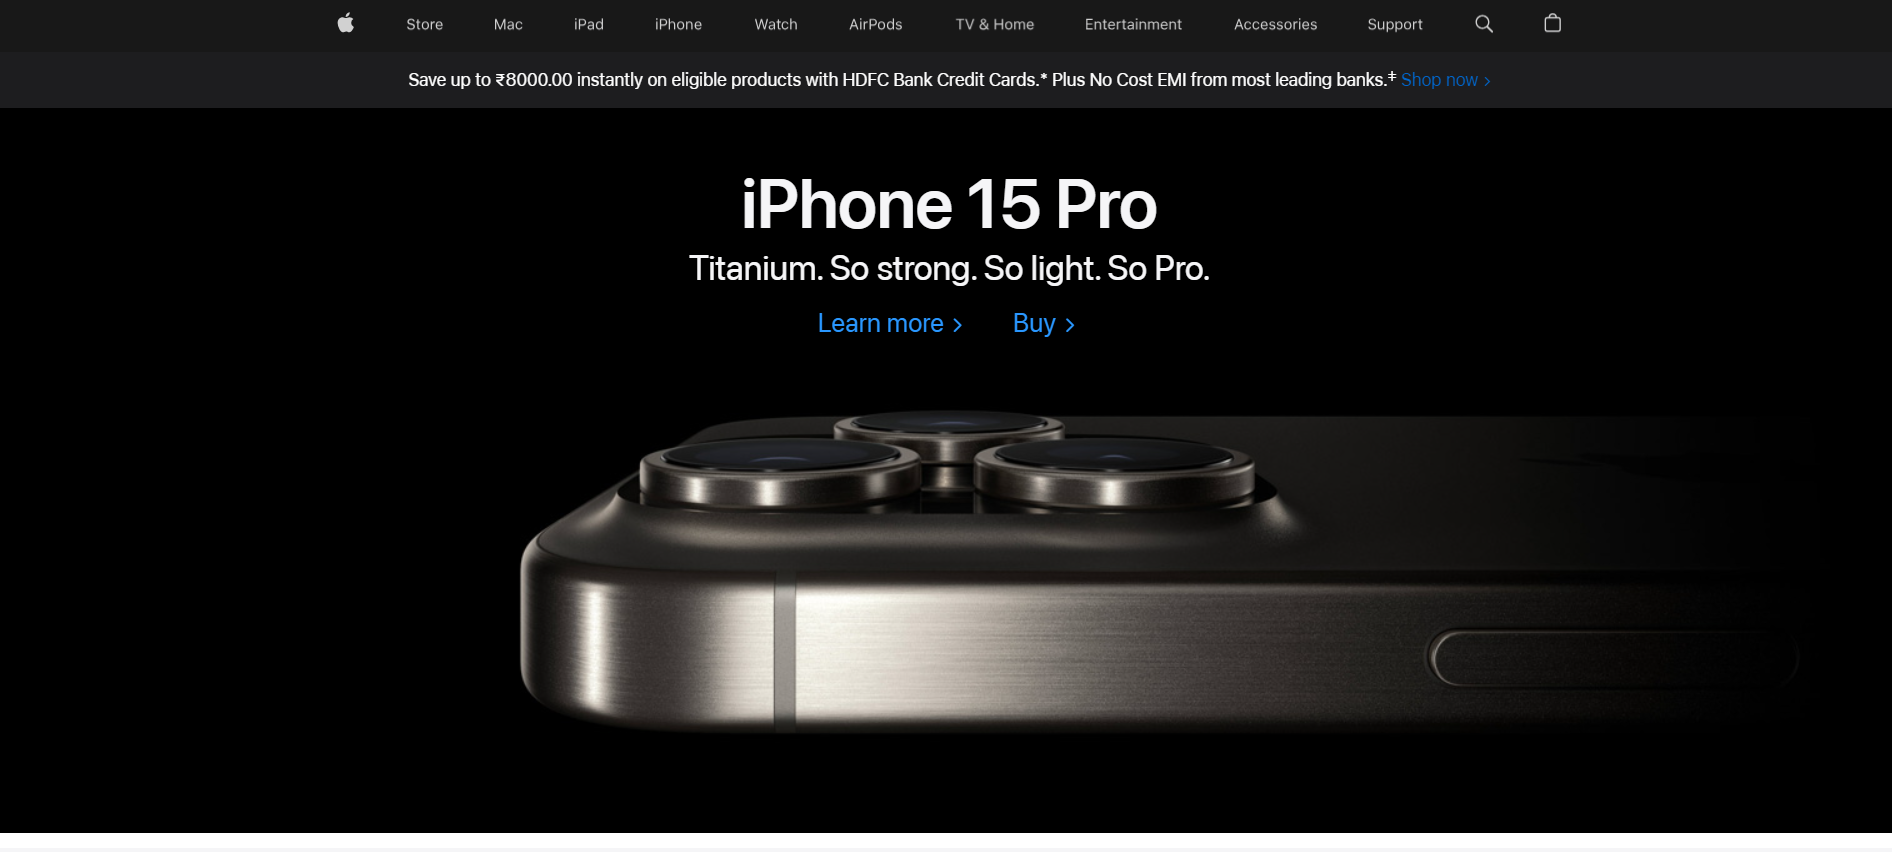 Store Mac iPad iPhone Watch AirPods TV & Home Entertainment Accessories Support
Save up to ₹8000.00 instantly on eligible products with HDFC Bank Credit Cards.* Plus No Cost EMI from most leading banks.‡ Shop now >
iPhone 15 Pro
Titanium. So strong. So light. So Pro.
Learn more > Buy >